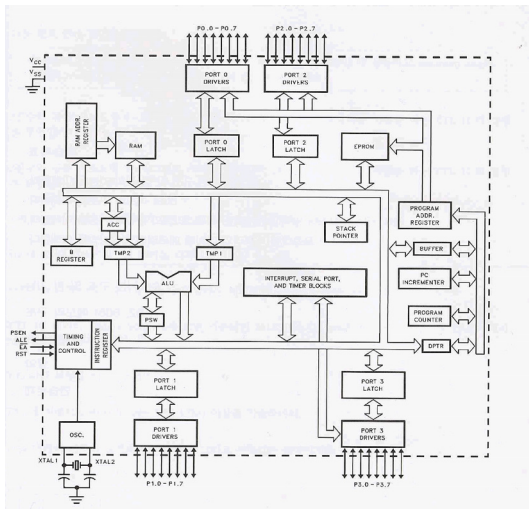 P0.0 - P0.7
P2.0 - P2.7
VCC
VSS
PORT 0
DRIVERS
PORT 2
DRIVERS
RAM ADDR.
REGISTER
RAM
PORT 0
LATCH
PORT 2
LATCH
EPROM
B
REGISTER
ACC
TMP2
TMP1
ALU
PSW
STACK
POINTER
PROGRAM
ADDR.
REGISTER
BUFFER
PC
INCREMENTER
PROGRAM
COUNTER
DPTR
INTERRUPT, SERIAL PORT,
AND TIMER BLOCKS
PSEN
ALE
EA
RST
TIMING
AND
CONTROL
INSTRUCTION
REGISTER
PORT 1
LATCH
PORT 3
LATCH
OSC.
XTAL1
XTAL2
PORT 1
DRIVERS
PORT 3
DRIVERS
P1.0 - P1.7
P3.0 - P3.7